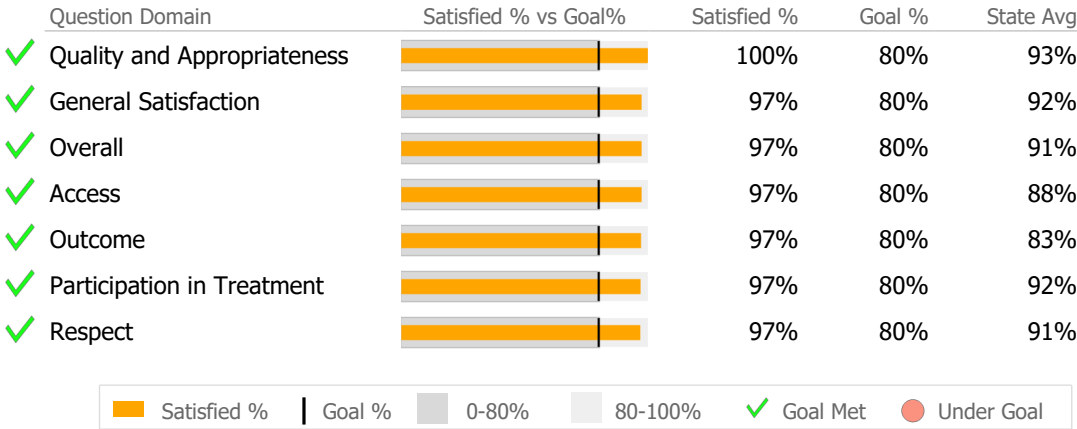 Question Domain Satisfied % vs Goal% Satisfied % Goal % State Avg
Quality and Appropriateness 100% 80% 93%
General Satisfaction 97% 80% 92%
Overall 97% 80% 91%
Access 97% 80% 88%
Outcome 97% 80% 83%
Participation in Treatment 97% 80% 92%
Respect 97% 80% 91%
Satisfied % Goal % 0-80% 80-100% Goal Met Under Goal